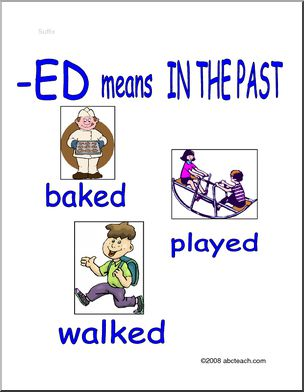 Suffix
-ED means IN THE PAST
baked
played
walked
©2008 abcteach.com